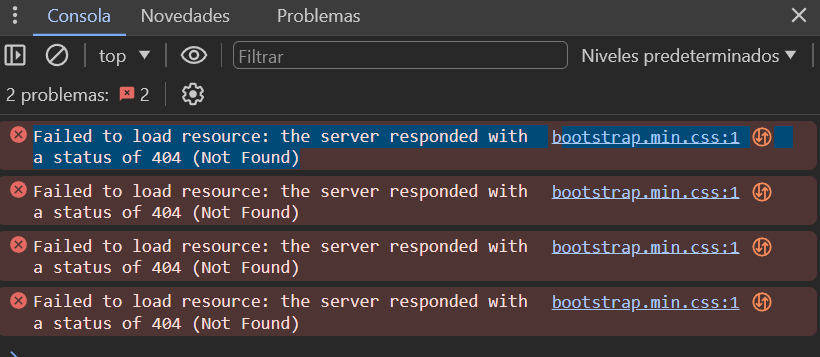 Consola Novedades Problemas
top Filtrar Niveles predeterminados
2 problemas: 2
Failed to load resource: the server responded with bootstrap.min.css:1
a status of 404 (Not Found)
Failed to load resource: the server responded with bootstrap.min.css:1
a status of 404 (Not Found)
Failed to load resource: the server responded with bootstrap.min.css:1
a status of 404 (Not Found)
Failed to load resource: the server responded with bootstrap.min.css:1
a status of 404 (Not Found)